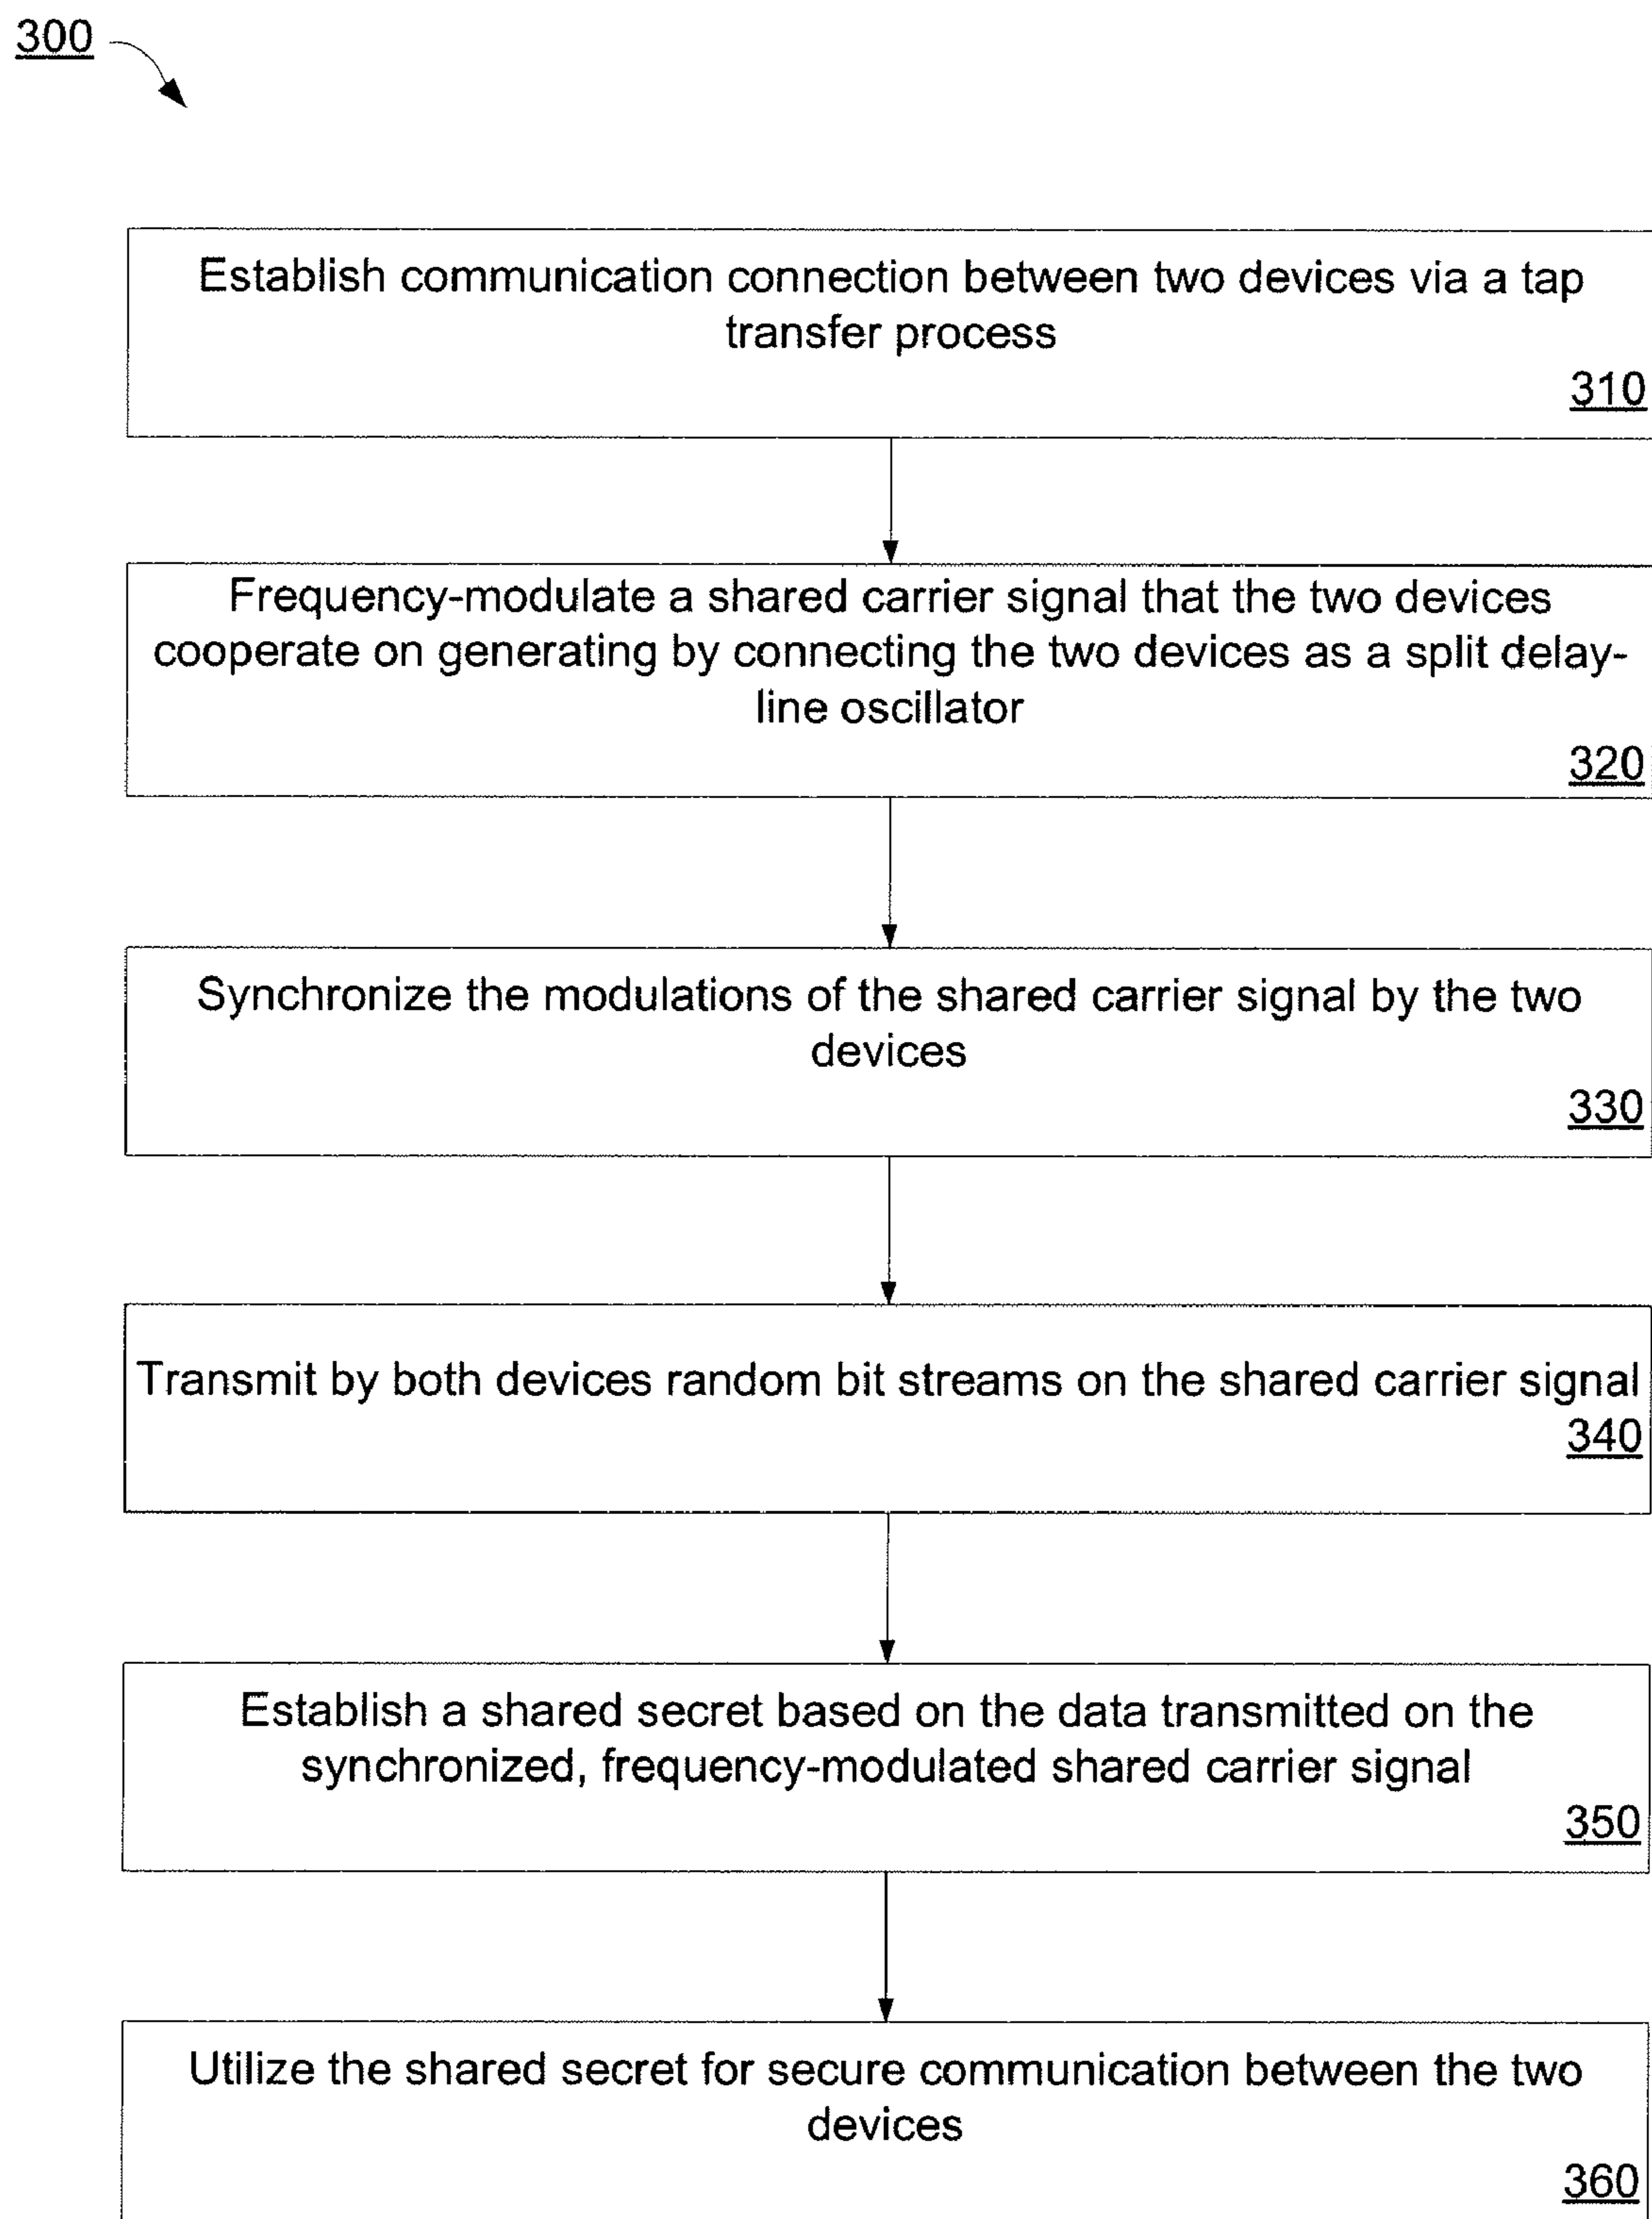 300
Establish communication connection between two devices via a tap
transfer process
310
Frequency-modulate a shared carrier signal that the two devices
cooperate on generating by connecting the two devices as a split delay-
line oscillator
320
Synchronize the modulations of the shared carrier signal by the two
devices
330
Transmit by both devices random bit streams on the shared carrier signal
340
Establish a shared secret based on the data transmitted on the
synchronized, frequency-modulated shared carrier signal
350
Utilize the shared secret for secure communication between the two
devices
360